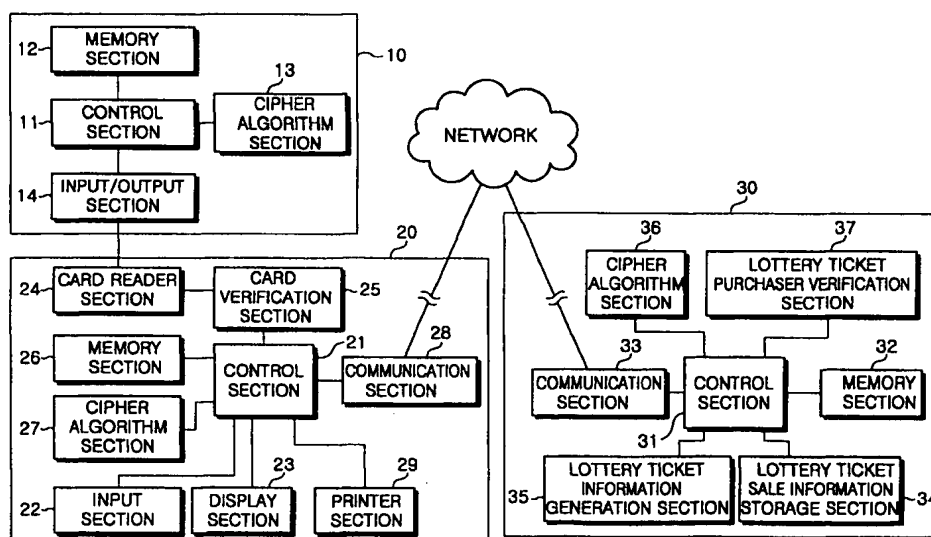 12
MEMORY
SECTION
10
13
11
CONTROL
SECTION
CIPHER
ALGORITHM
SECTION
14
INPUT/OUTPUT
SECTION
NETWORK
20
24
CARD READER
SECTION
CARD
VERIFICATION
SECTION
25
26
MEMORY
SECTION
21
CONTROL
SECTION
28
COMMUNICATION
SECTION
27
CIPHER
ALGORITHM
SECTION
22
INPUT
SECTION
23
DISPLAY
SECTION
29
PRINTER
SECTION
30
36
CIPHER
ALGORITHM
SECTION
37
LOTTERY TICKET
PURCHASER VERIFICATION
SECTION
33
COMMUNICATION
SECTION
CONTROL
SECTION
31
32
MEMORY
SECTION
35
LOTTERY TICKET
INFORMATION
GENERATION SECTION
LOTTERY TICKET
SALE INFORMATION
STORAGE SECTION
34